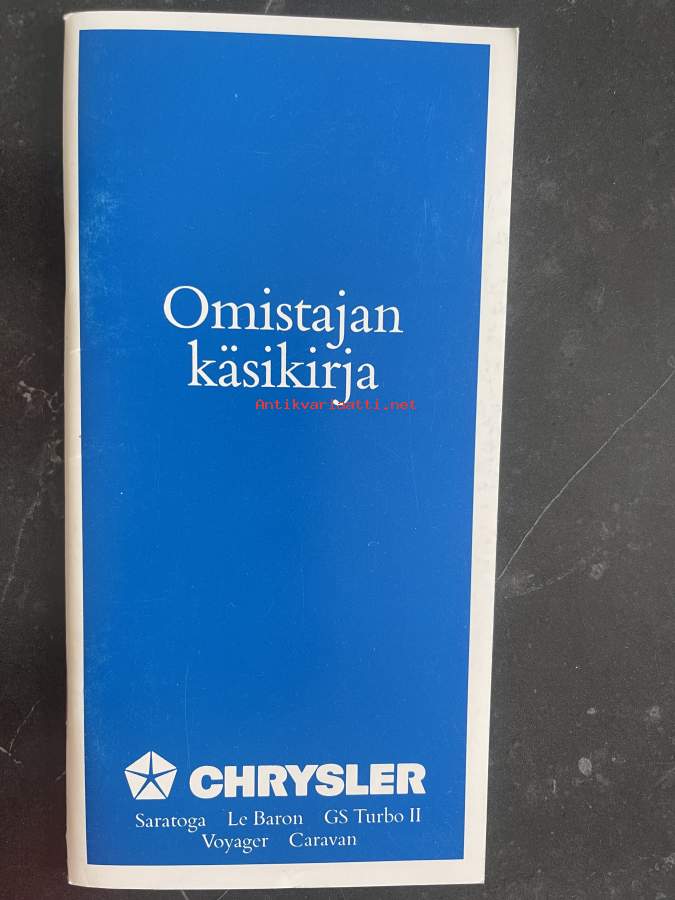 Omistajan
käsikirja
Antikvariaatti.net
CHRYSLER
Saratoga Le Baron GS Turbo II
Voyager Caravan